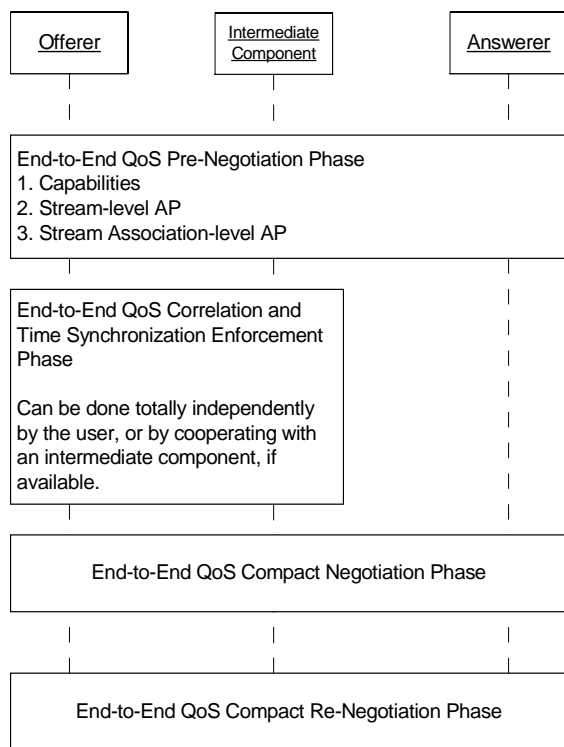 Offerer
Intermediate
Component
Answerer
End-to-End QoS Pre-Negotiation Phase
1. Capabilities
2. Stream-level AP
3. Stream Association-level AP
End-to-End QoS Correlation and
Time Synchronization Enforcement
Phase
Can be done totally independently
by the user, or by cooperating with
an intermediate component, if
available.
End-to-End QoS Compact Negotiation Phase
End-to-End QoS Compact Re-Negotiation Phase